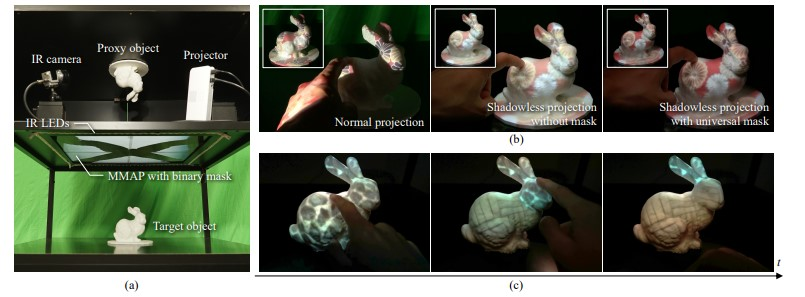 Proxy object
Projector
IR camera
IR LEDs
MMAP with binary mask
Target object
(a)
Normal projection
Shadowless projection
without mask
Shadowless projection
with universal mask
(b)
t
(c)